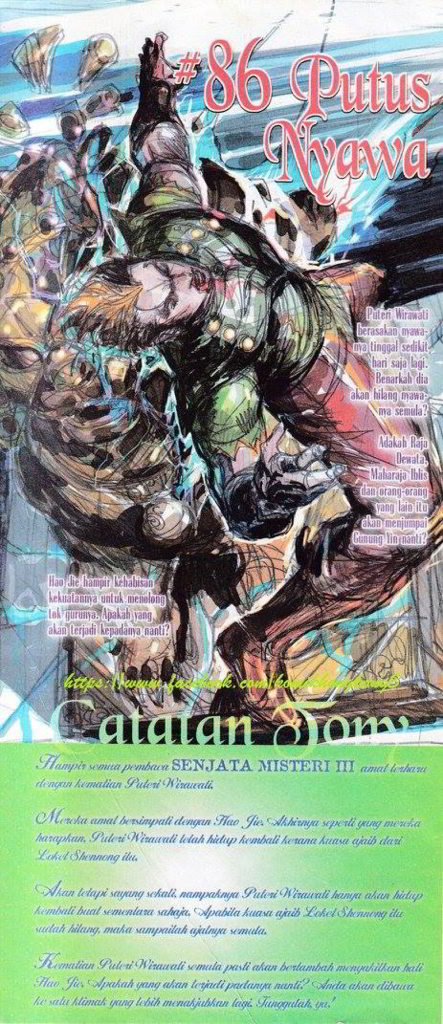 #86 Putus
Nyawa
Puteri Wirawati
berasakan nyawa-
nya tinggal sedikit
hari saja lagi.
Benarkah dia
akan hilang nyawa-
nya semula?
Adakah Raja
Dewata,
Maharaja Iblis
dan orang-orang
yang lain itu
akan menjumpai
Gunung Yin nanti?
Hao Jie hampir kehabisan
kekuatannya untuk menolong
tok gurunya. Apakah yang
akan terjadi kepadanya nanti?
Catatan Tony
Hampir semua pembaca SENJATA MISTERI III amat terharu
dengan kematian Puteri Wirawati.
Mereka amat bersimpati dengan Hao Jie. Akhirnya seperti yang mereka
harapkan, Puteri Wirawati telah hidup kembali kerana kuasa ajaib dari
Loket Shennong itu.
Akan tetapi sayang sekali, nampaknya Puteri Wirawati hanya akan hidup
kembali buat sementara sahaja. Apabila kuasa ajaib Loket Shennong itu
sudah hilang, maka sampailah ajalnya semula.
Kematian Puteri Wirawati semula pasti akan bertambah menyakitkan hati
Hao Jie. Apakah yang akan terjadi padanya nanti? Anda akan dibawa
ke satu klimak yang lebih menakjubkan lagi. Tunggulah, ya!